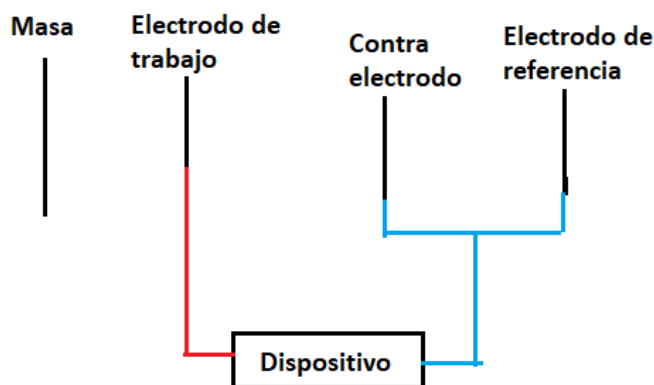 Masa
Electrodo de
trabajo
Contra
electrodo
Electrodo de
referencia
Dispositivo